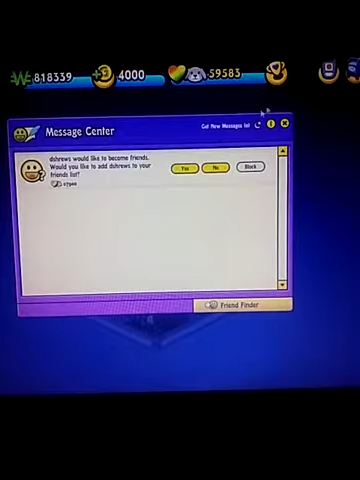 818339
4000
59583
Message Center
Get New Messages list
dshrews would like to become friends.
Would you like to add dshrews to your
friends list?
Yes
No
Block
Friend Finder